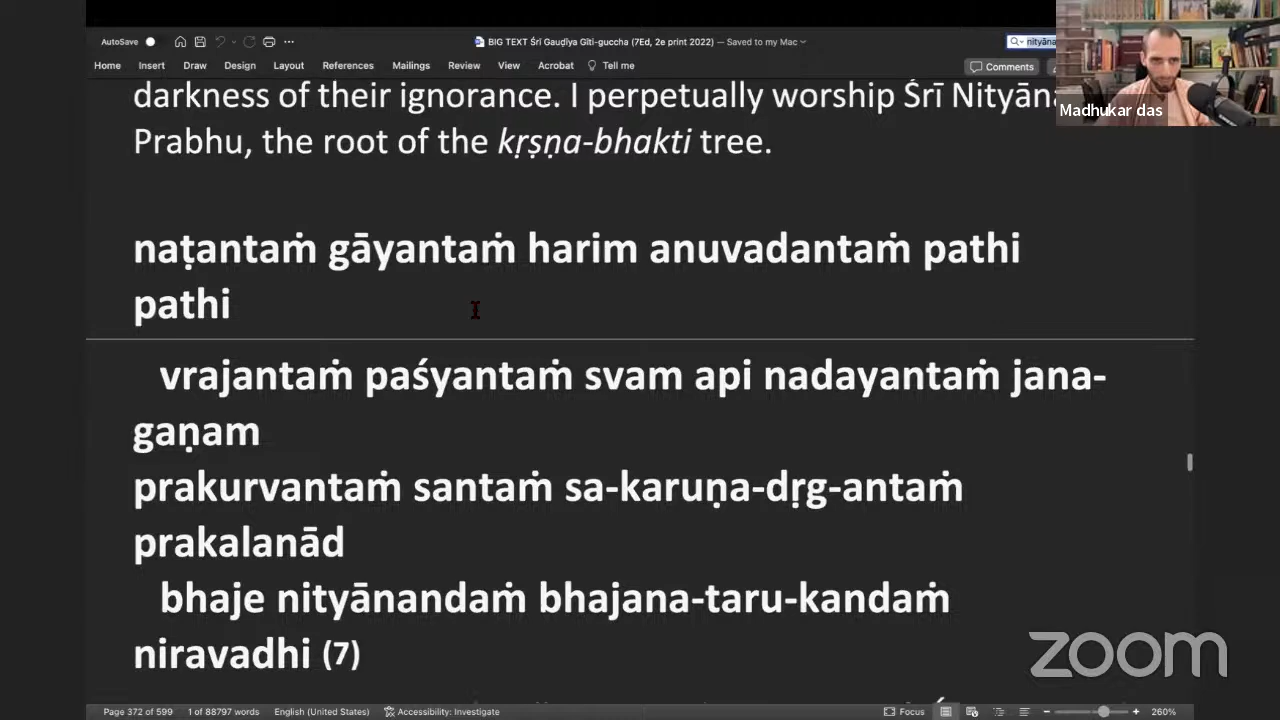 AutoSave
BIG TEXT Śrī Gauḍīya Gīti-guccha (7Ed, 2e print 2022) — Saved to my Mac
nityāna
Home Insert Draw Design Layout References Mailings Review View Acrobat Tell me
Comments
darkness of their ignorance. I perpetually worship Śrī Nityāna
Madhukar das
Prabhu, the root of the kṛṣṇa-bhakti tree.
naṭantaṁ gāyantaṁ harim anuvadantaṁ pathi
pathi
vrajantaṁ paśyantaṁ svam api nadayantaṁ jana-
gaṇam
prakurvantaṁ santaṁ sa-karuṇa-dṛg-antaṁ
prakalanād
bhaje nityānandaṁ bhajana-taru-kandaṁ
niravadhi (7)
zoom
Page 372 of 599 1 of 88797 words English (United States) Accessibility: Investigate Focus 260%